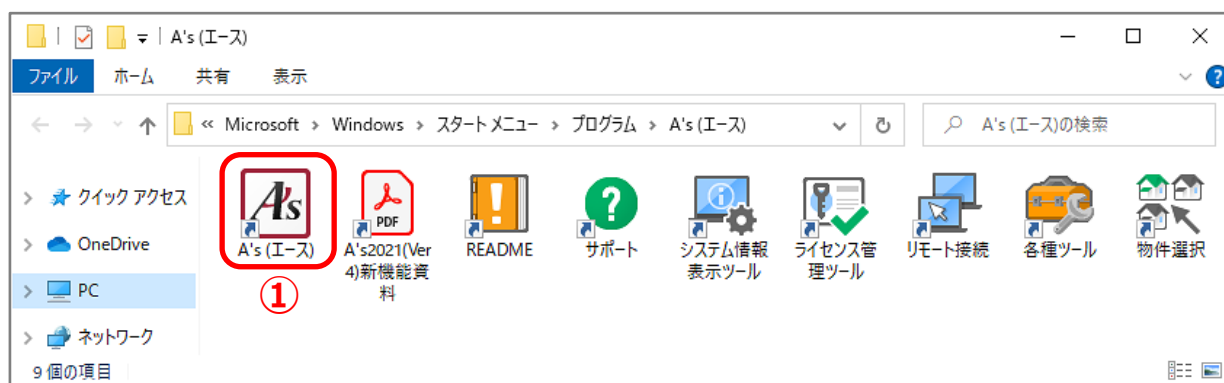 A's (エース)
ファイル ホーム 共有 表示
« Microsoft › Windows › スタート メニュー › プログラム › A's (エース)
A's (エース)の検索
クイック アクセス
OneDrive
PC
ネットワーク
A's
A's (エース)
①
PDF
A's2021(Ver
4)新機能資
料
README
サポート
システム情報
表示ツール
ライセンス管
理ツール
リモート接続
各種ツール
物件選択
9 個の項目